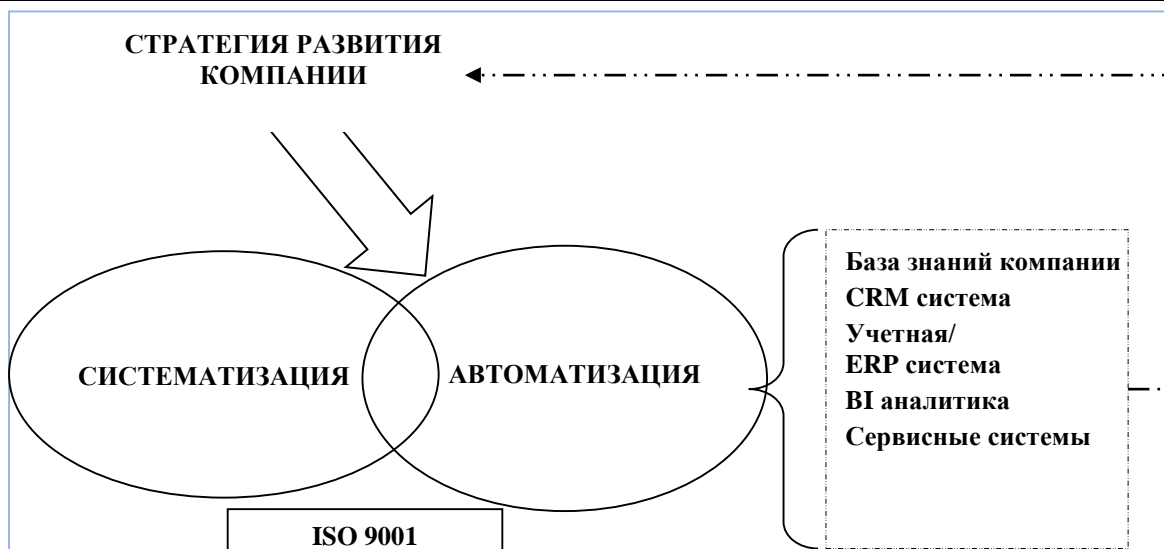 СТРАТЕГИЯ РАЗВИТИЯ
КОМПАНИИ
СИСТЕМАТИЗАЦИЯ
АВТОМАТИЗАЦИЯ
База знаний компании
CRM система
Учетная/
ERP система
BI аналитика
Сервисные системы
ISO 9001